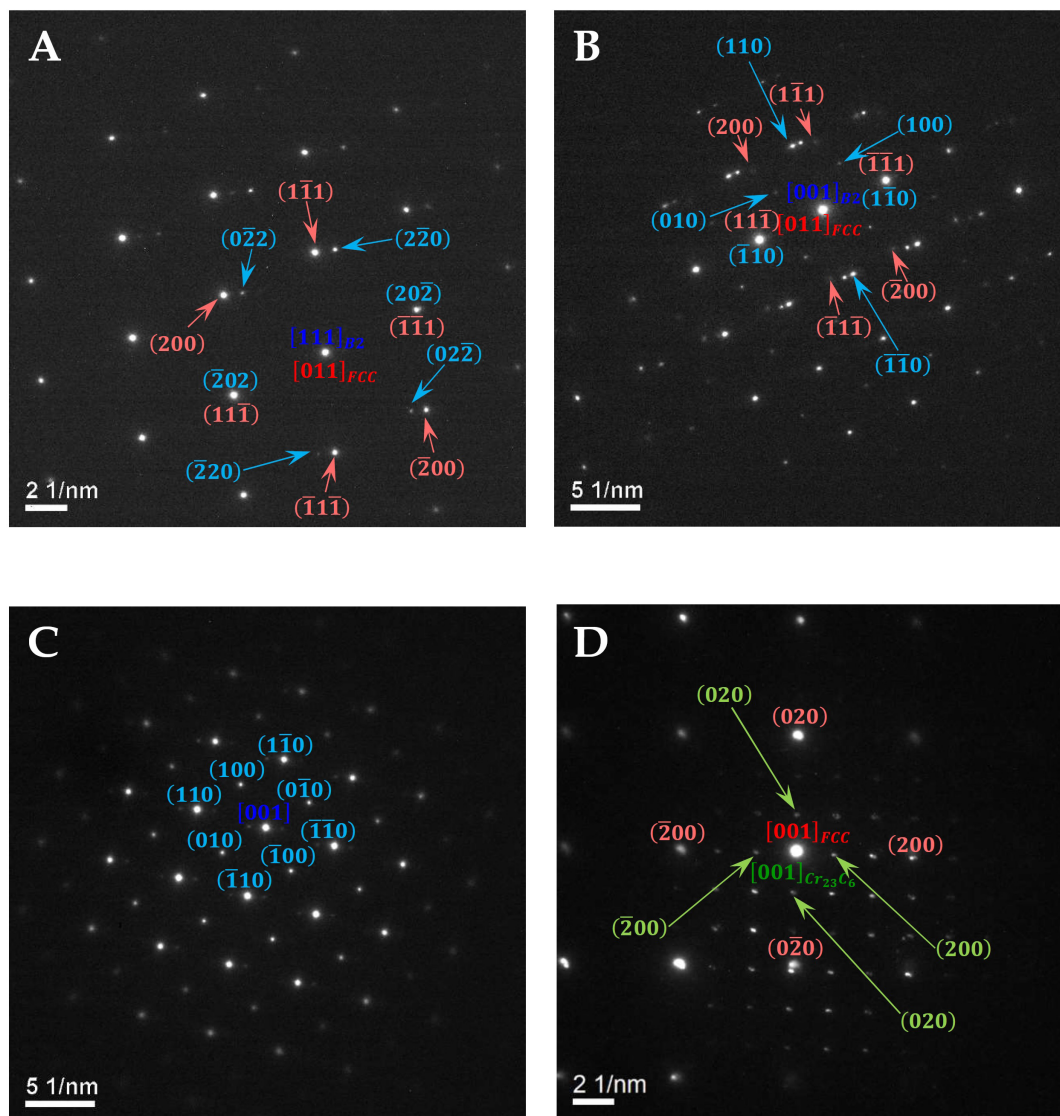 A
(11̅1)
(02̅2)
(22̅0)
(200)
(202̅)
(1̅1̅1)
[111]B2
[011]FCC
(022̅)
(2̅02)
(111̅)
(2̅20)
(2̅00)
(1̅11̅)
2 1/nm
B
(110)
(11̅1)
(200)
(100)
(1̅1̅1)
[001]B2
(11̅0)
(010)
(111̅)
[011]FCC
(1̅10)
(2̅00)
(1̅11̅)
(1̅1̅0)
5 1/nm
C
(11̅0)
(100)
(110)
(01̅0)
[001]
(010)
(1̅1̅0)
(1̅00)
(1̅10)
5 1/nm
D
(020)
(020)
[001]FCC
(2̅00)
(200)
[001]Cr23C6
(2̅00)
(02̅0)
(200)
(020)
2 1/nm